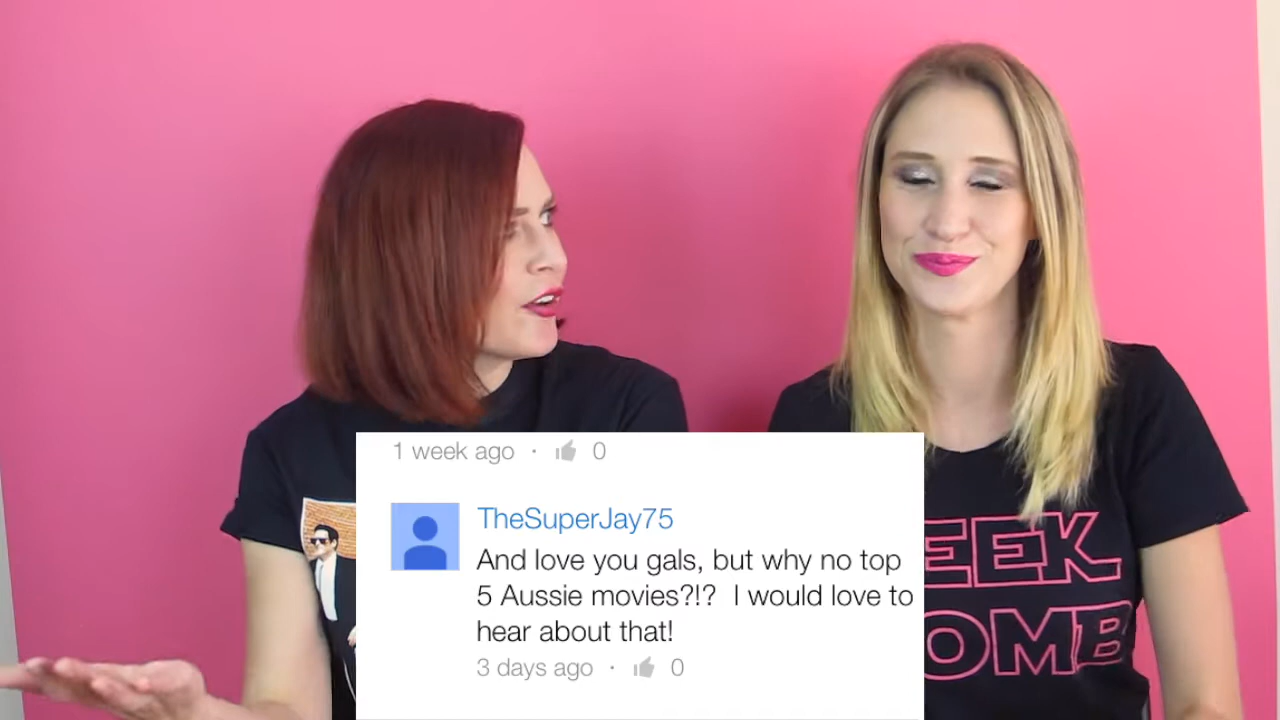 1 week ago · 0
TheSuperJay75
And love you gals, but why no top
5 Aussie movies?!? I would love to
hear about that!
3 days ago · 0
EEK
OMB